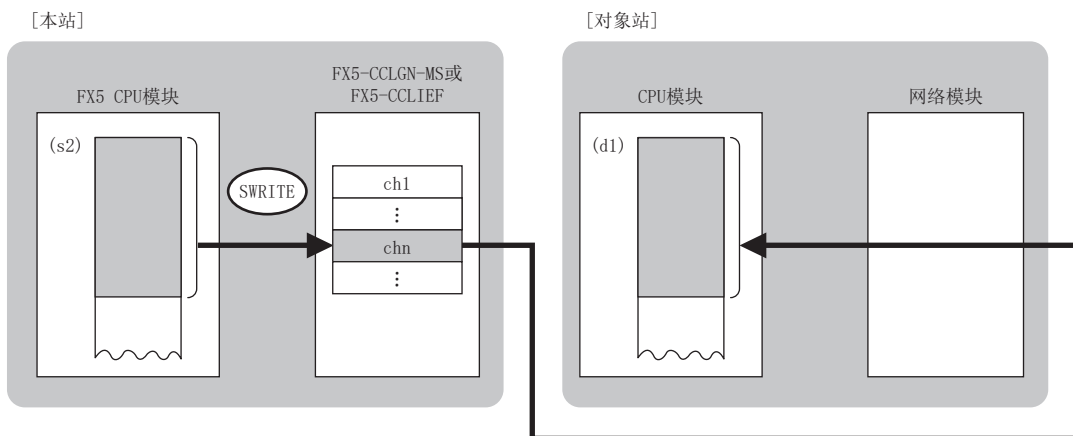 [本站]
[对象站]
FX5 CPU模块
FX5-CCLGN-MS或
FX5-CCLIEF
CPU模块
网络模块
(s2)
SWRITE
ch1
⋮
chn
⋮
(d1)